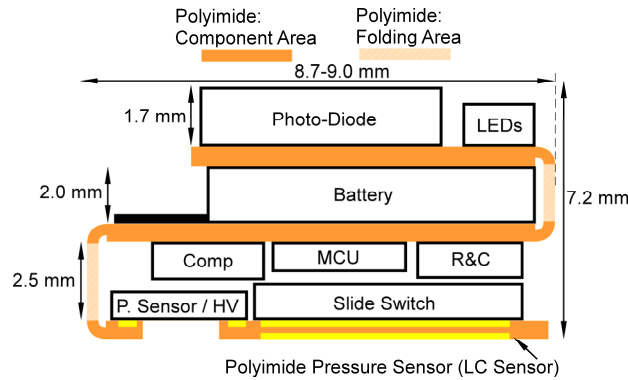 Polyimide:
Component Area
Polyimide:
Folding Area
8.7-9.0 mm
1.7 mm
Photo-Diode
LEDs
2.0 mm
Battery
7.2 mm
Comp
MCU
R&C
2.5 mm
P. Sensor / HV
Slide Switch
Polyimide Pressure Sensor (LC Sensor)